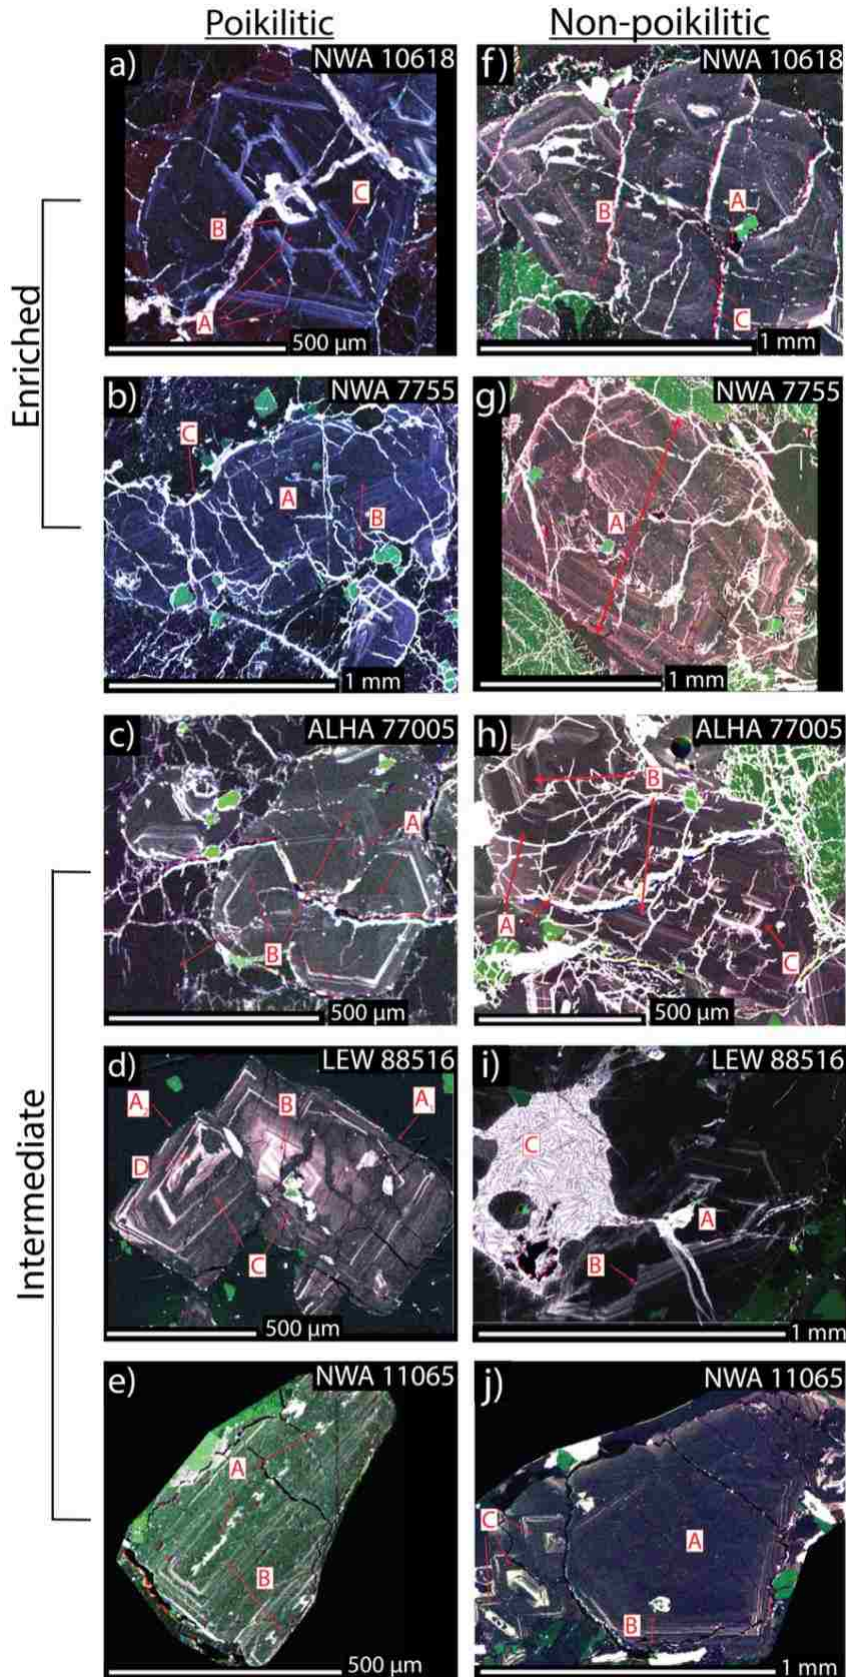 Poikilitic
Non-poikilitic
Enriched
Intermediate
a)
NWA 10618
B
C
A
500 µm
f)
NWA 10618
B
A
C
1 mm
b)
NWA 7755
C
A
B
1 mm
g)
NWA 7755
A
1 mm
c)
ALHA 77005
A
B
500 µm
h)
ALHA 77005
B
A
C
500 µm
d)
LEW 88516
A₂
B
A₁
D
C
500 µm
i)
LEW 88516
C
A
B
1 mm
e)
NWA 11065
A
B
500 µm
j)
NWA 11065
C
A
B
1 mm